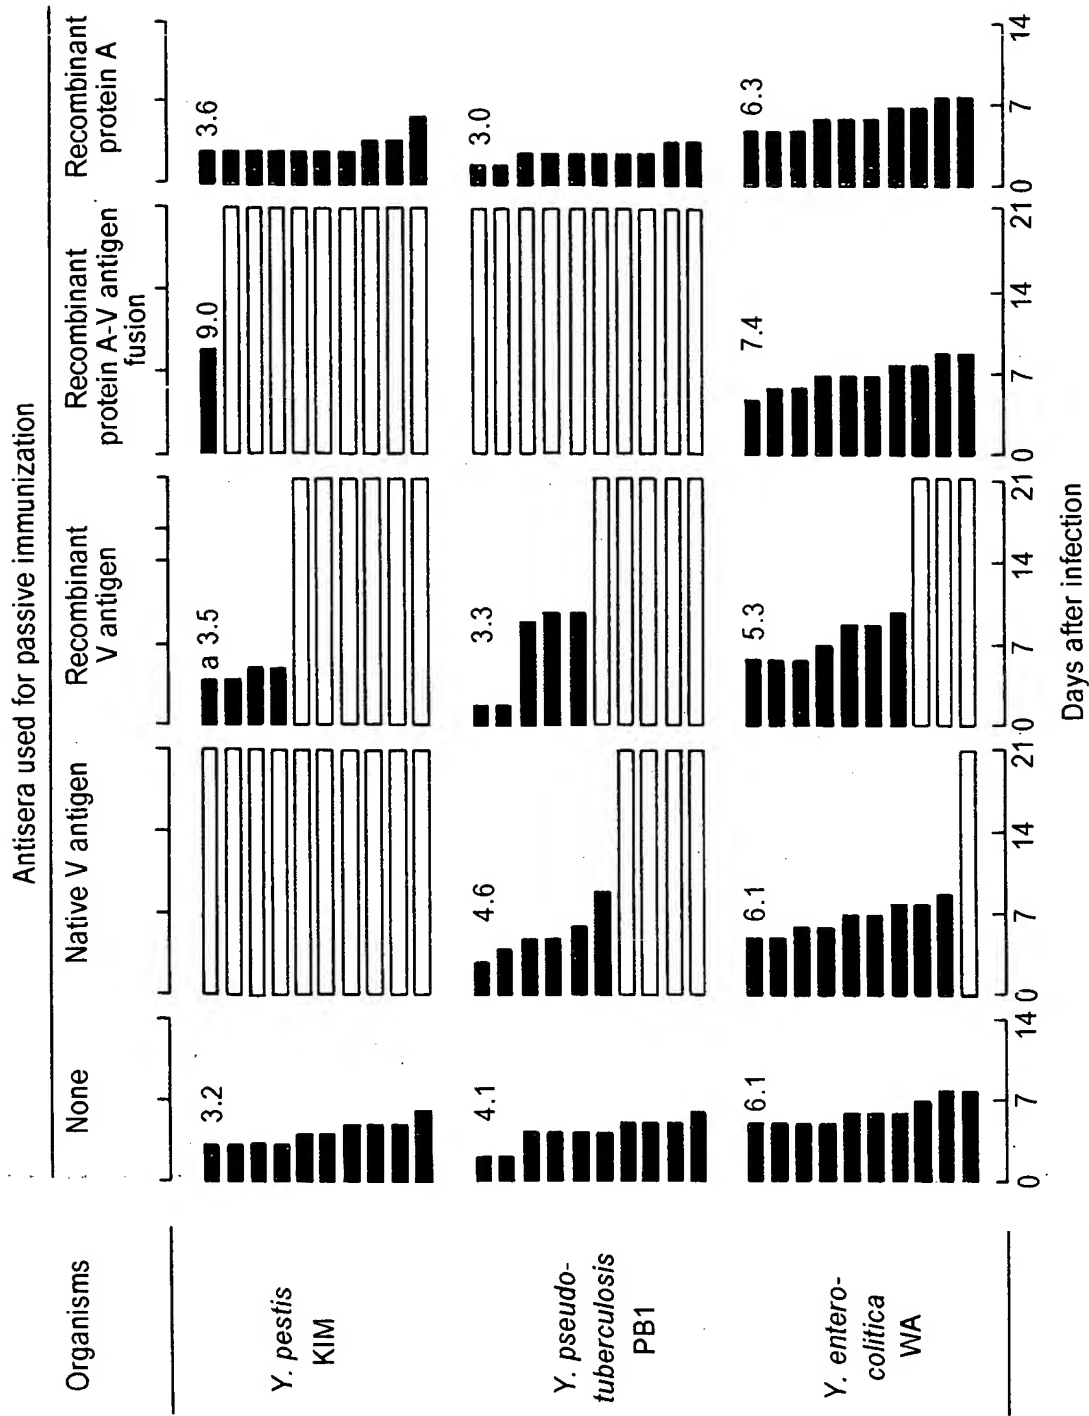 Antisera used for passive immunization
Organisms
None
Native V antigen
Recombinant
V antigen
Recombinant
protein A-V antigen
fusion
Recombinant
protein A
Y. pestis
KIM
3.2
a 3.5
9.0
3.6
Y. pseudo-
tuberculosis
PB1
4.1
4.6
3.3
3.0
Y. entero-
colitica
WA
6.1
6.1
5.3
7.4
6.3
0 7 14
0 7 14 21
0 7 14 21
0 7 14 21
0 7 14
Days after infection